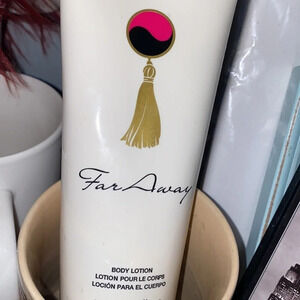 Far Away
BODY LOTION
LOTION POUR LE CORPS
LOCIÓN PARA EL CUERPO